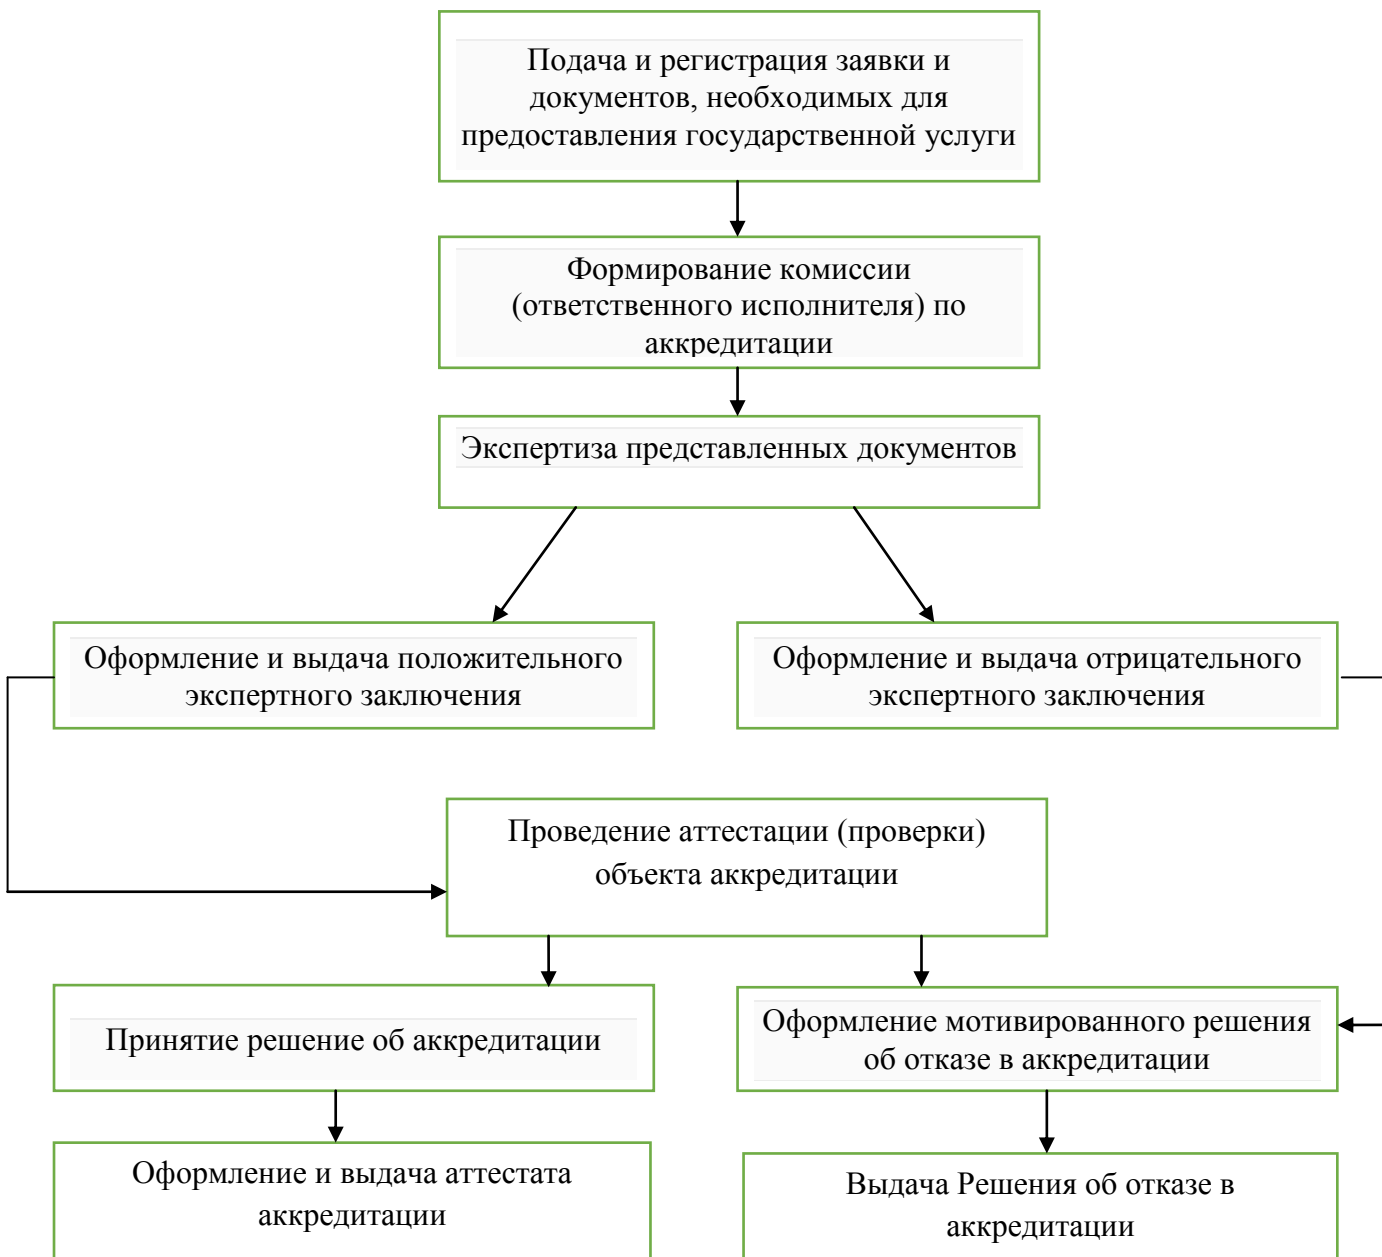 Подача и регистрация заявки и
документов, необходимых для
предоставления государственной услуги
Формирование комиссии
(ответственного исполнителя) по
аккредитации
Экспертиза представленных документов
Оформление и выдача положительного
экспертного заключения
Оформление и выдача отрицательного
экспертного заключения
Проведение аттестации (проверки)
объекта аккредитации
Принятие решение об аккредитации
Оформление мотивированного решения
об отказе в аккредитации
Оформление и выдача аттестата
аккредитации
Выдача Решения об отказе в
аккредитации